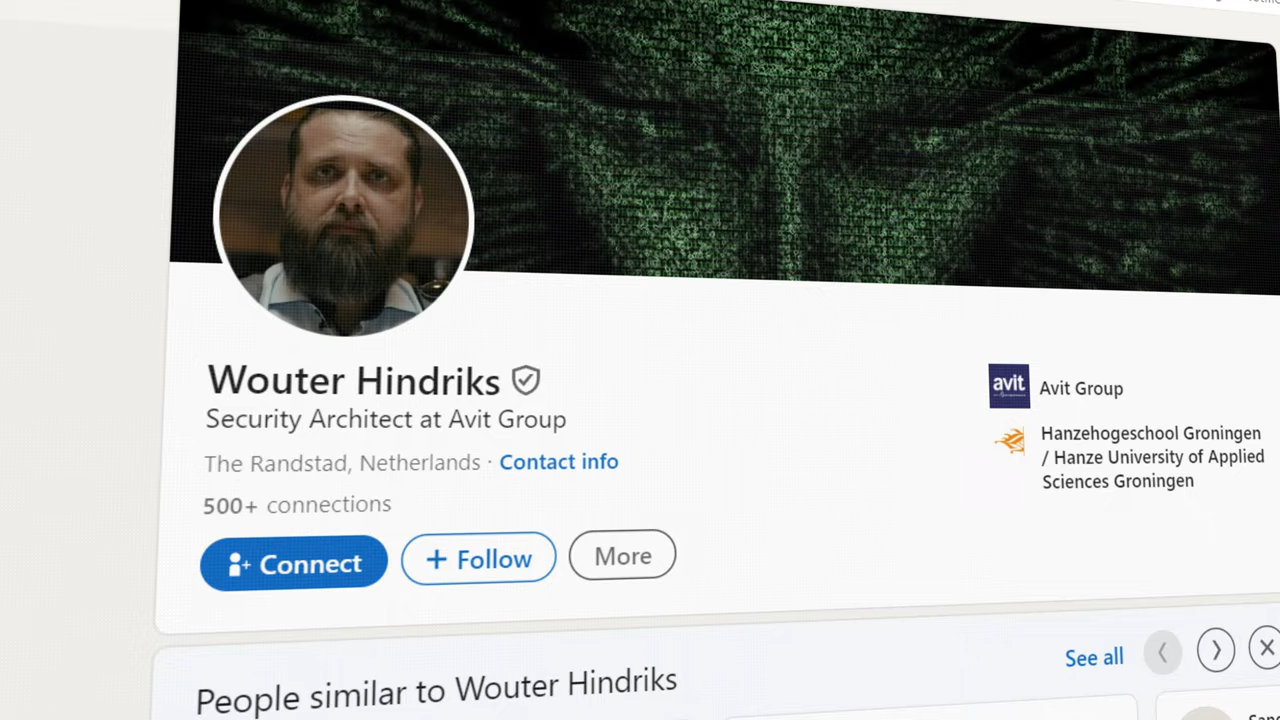 Wouter Hindriks
Security Architect at Avit Group
The Randstad, Netherlands · Contact info
500+ connections
Connect
+ Follow
More
avit
Avit Group
Hanzehogeschool Groningen
/ Hanze University of Applied
Sciences Groningen
People similar to Wouter Hindriks
See all